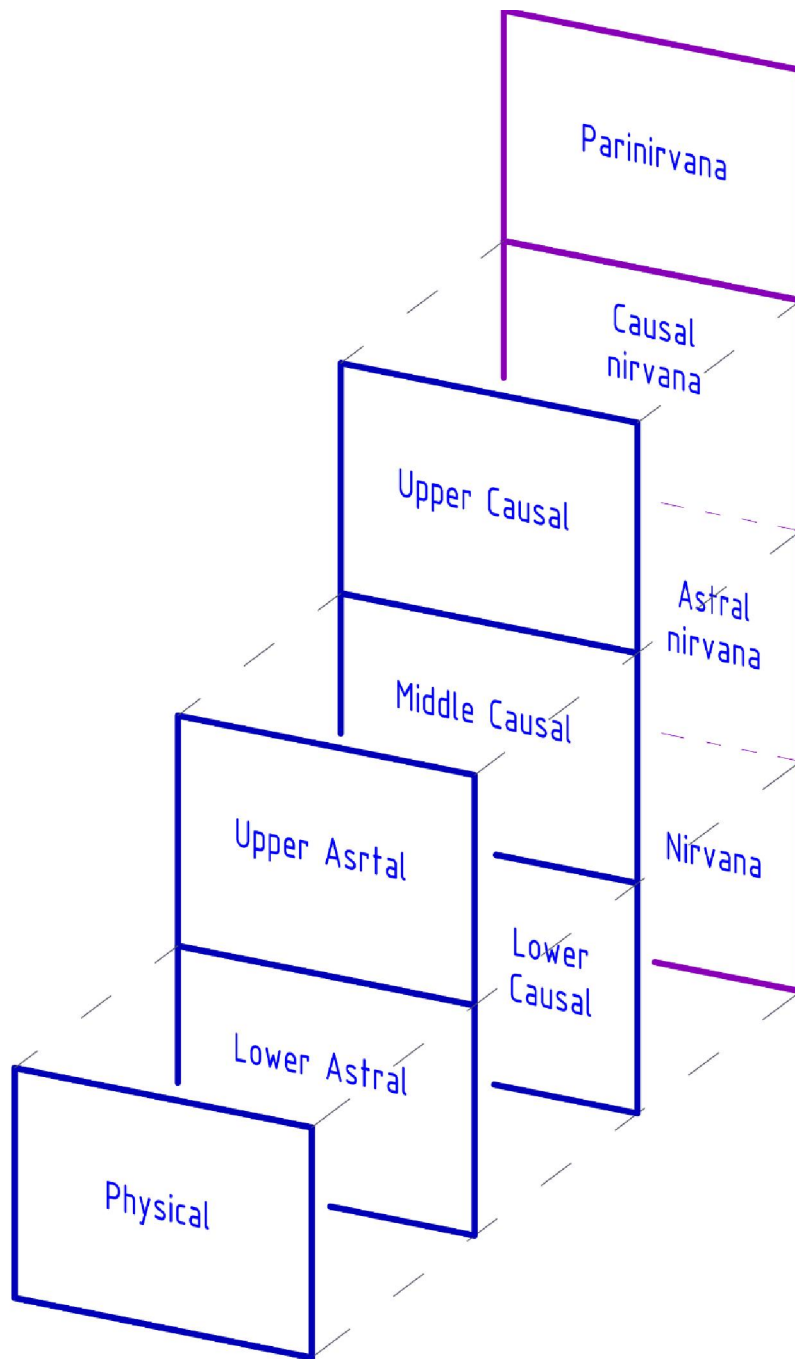 Parinirvana
Causal
nirvana
Upper Causal
Astral
nirvana
Middle Causal
Upper Asrtal
Nirvana
Lower
Causal
Lower Astral
Physical